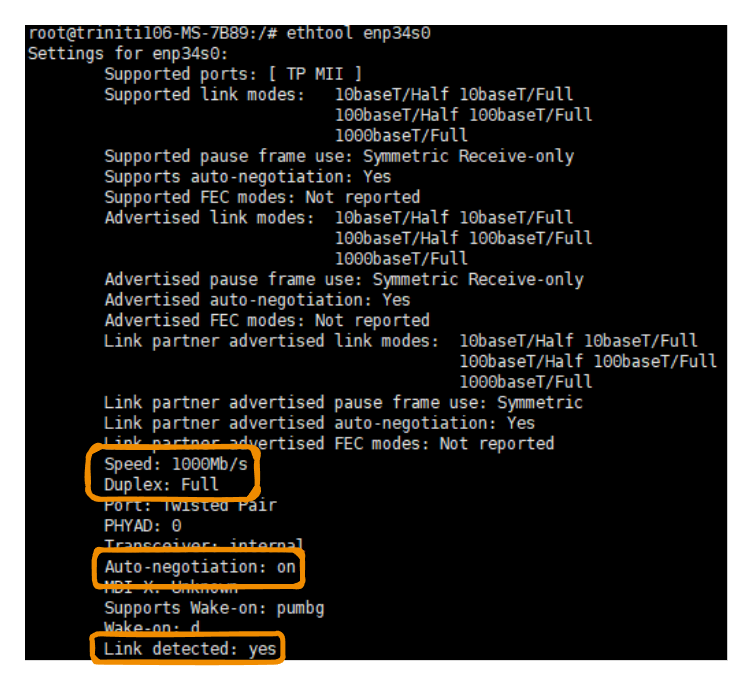 root@triniti106-MS-7B89:/# ethtool enp34s0
Settings for enp34s0:
Supported ports: [ TP MII ]
Supported link modes: 10baseT/Half 10baseT/Full
100baseT/Half 100baseT/Full
1000baseT/Full
Supported pause frame use: Symmetric Receive-only
Supports auto-negotiation: Yes
Supported FEC modes: Not reported
Advertised link modes: 10baseT/Half 10baseT/Full
100baseT/Half 100baseT/Full
1000baseT/Full
Advertised pause frame use: Symmetric Receive-only
Advertised auto-negotiation: Yes
Advertised FEC modes: Not reported
Link partner advertised link modes: 10baseT/Half 10baseT/Full
100baseT/Half 100baseT/Full
1000baseT/Full
Link partner advertised pause frame use: Symmetric
Link partner advertised auto-negotiation: Yes
Link partner advertised FEC modes: Not reported
Speed: 1000Mb/s
Duplex: Full
Port: Twisted Pair
PHYAD: 0
Transceiver: internal
Auto-negotiation: on
MDI-X: Unknown
Supports Wake-on: pumbg
Wake-on: d
Link detected: yes